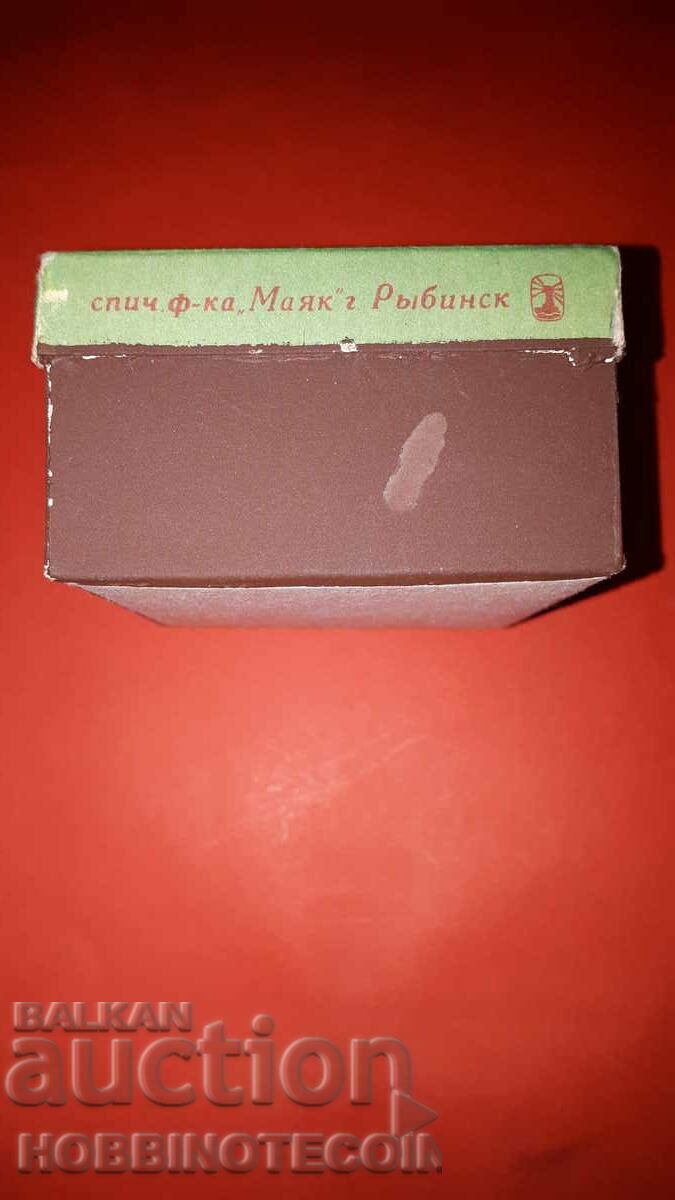 спич. ф-ка „Маяк" г Рыбинск
BALKAN
auction
HOBBINOTECOIN